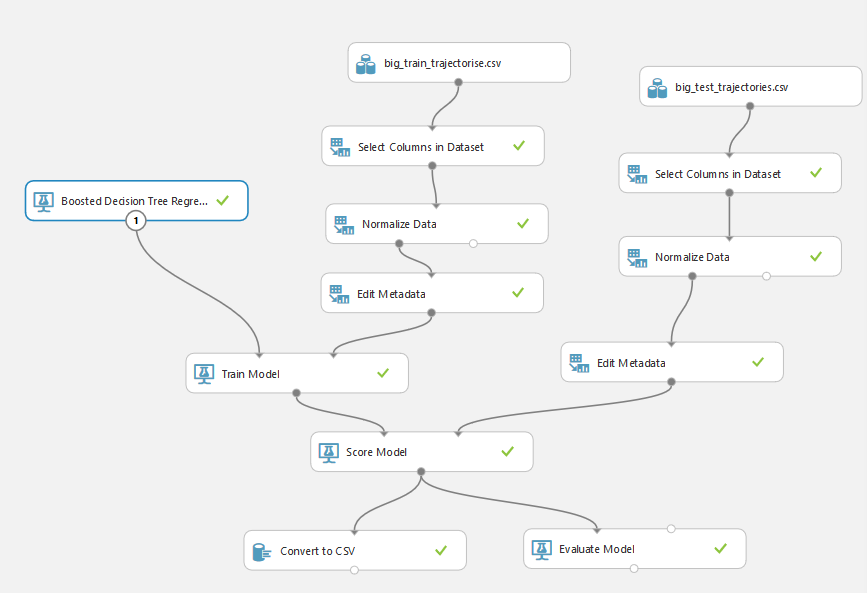 big_train_trajectorise.csv
big_test_trajectories.csv
Select Columns in Dataset
Select Columns in Dataset
Boosted Decision Tree Regre...
1
Normalize Data
Normalize Data
Edit Metadata
Edit Metadata
Train Model
Score Model
Convert to CSV
Evaluate Model